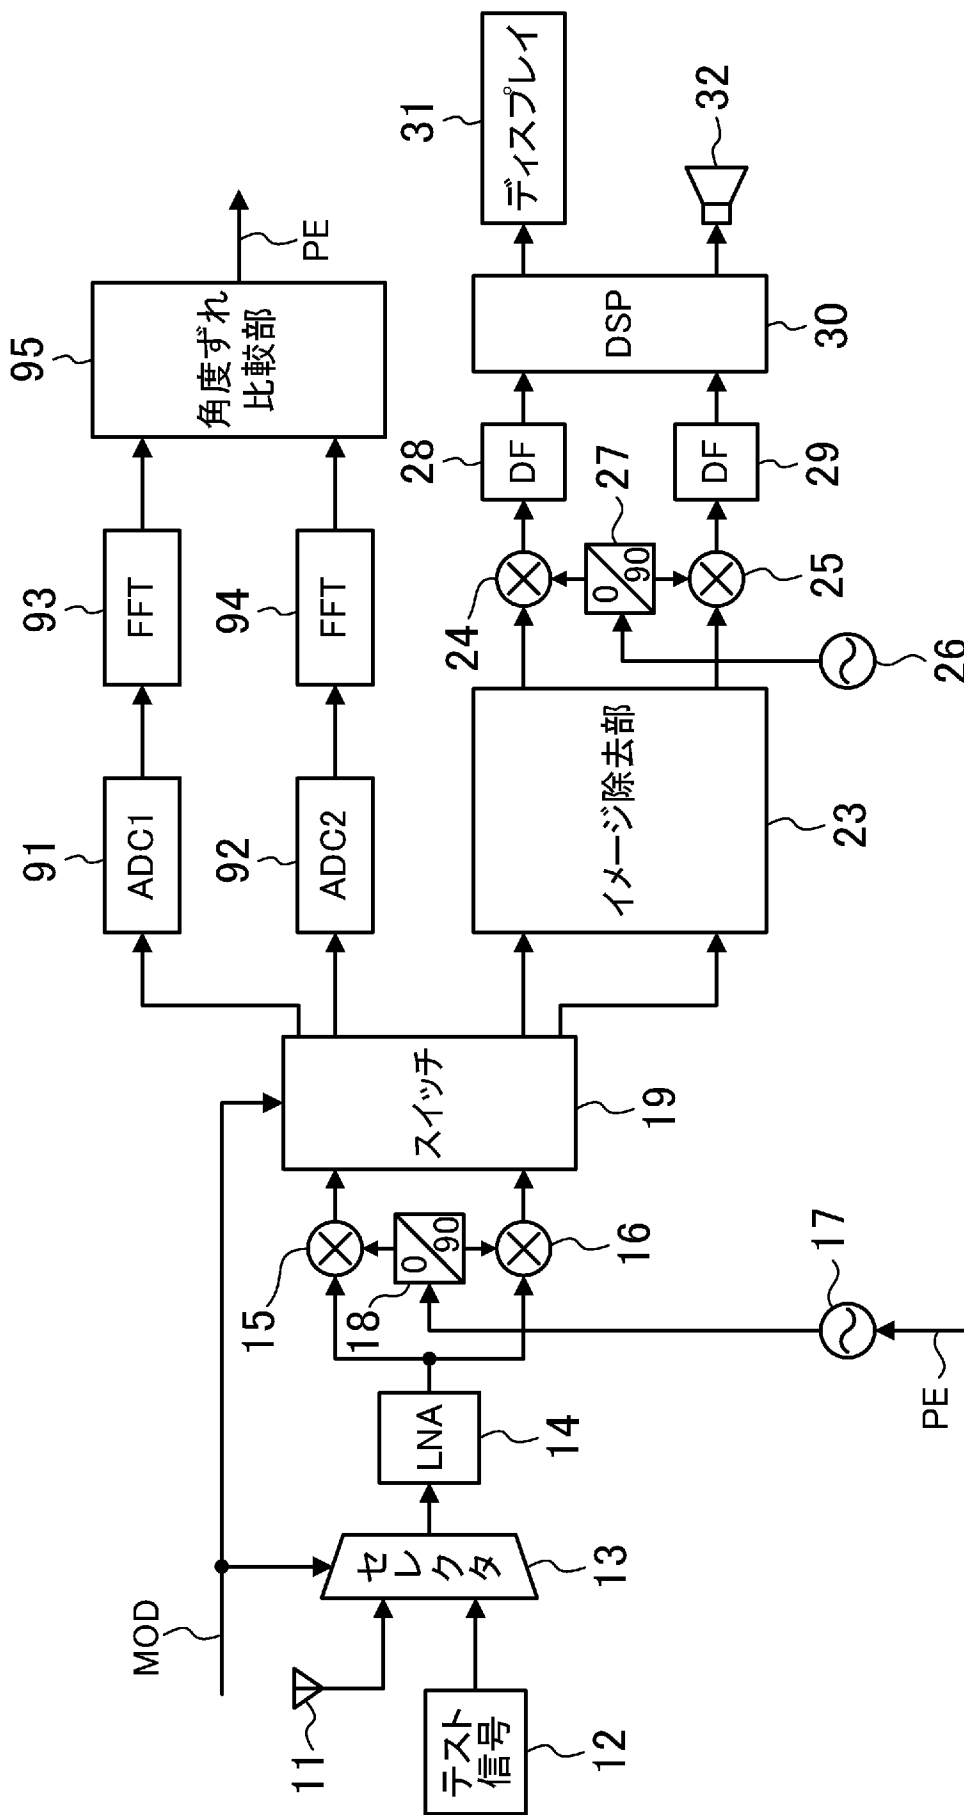 MOD
11
テスト
信号
12
セレクタ
13
LNA
14
15
18
0
90
16
17
PE
スイッチ
19
91
ADC1
92
ADC2
93
FFT
94
FFT
95
角度ずれ
比較部
PE
イメージ除去部
23
24
25
26
27
0
90
28
DF
29
DF
DSP
30
31
ディスプレイ
32